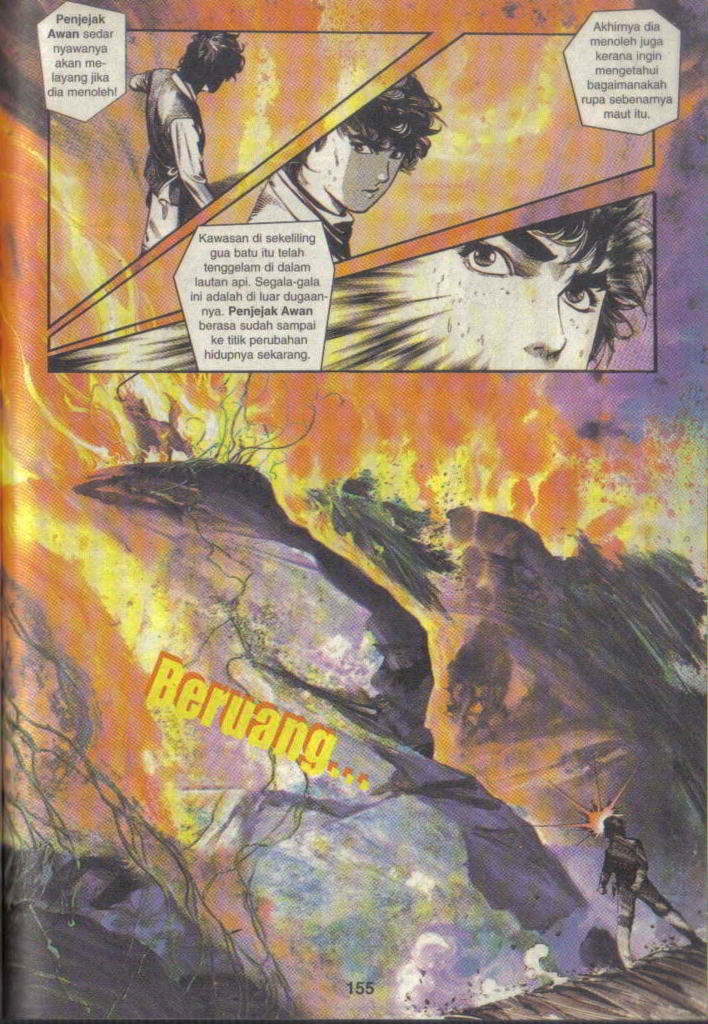 Penjejak
Awan sedar
nyawanya
akan me-
layang jika
dia menoleh!
Akhirnya dia
menoleh juga
kerana ingin
mengetahui
bagaimanakah
rupa sebenarnya
maut itu.
Kawasan di sekeliling
gua batu itu telah
tenggelam di dalam
lautan api. Segala-gala
ini adalah di luar dugaan-
nya. Penjejak Awan
berasa sudah sampai
ke titik perubahan
hidupnya sekarang.
Beruang...
155